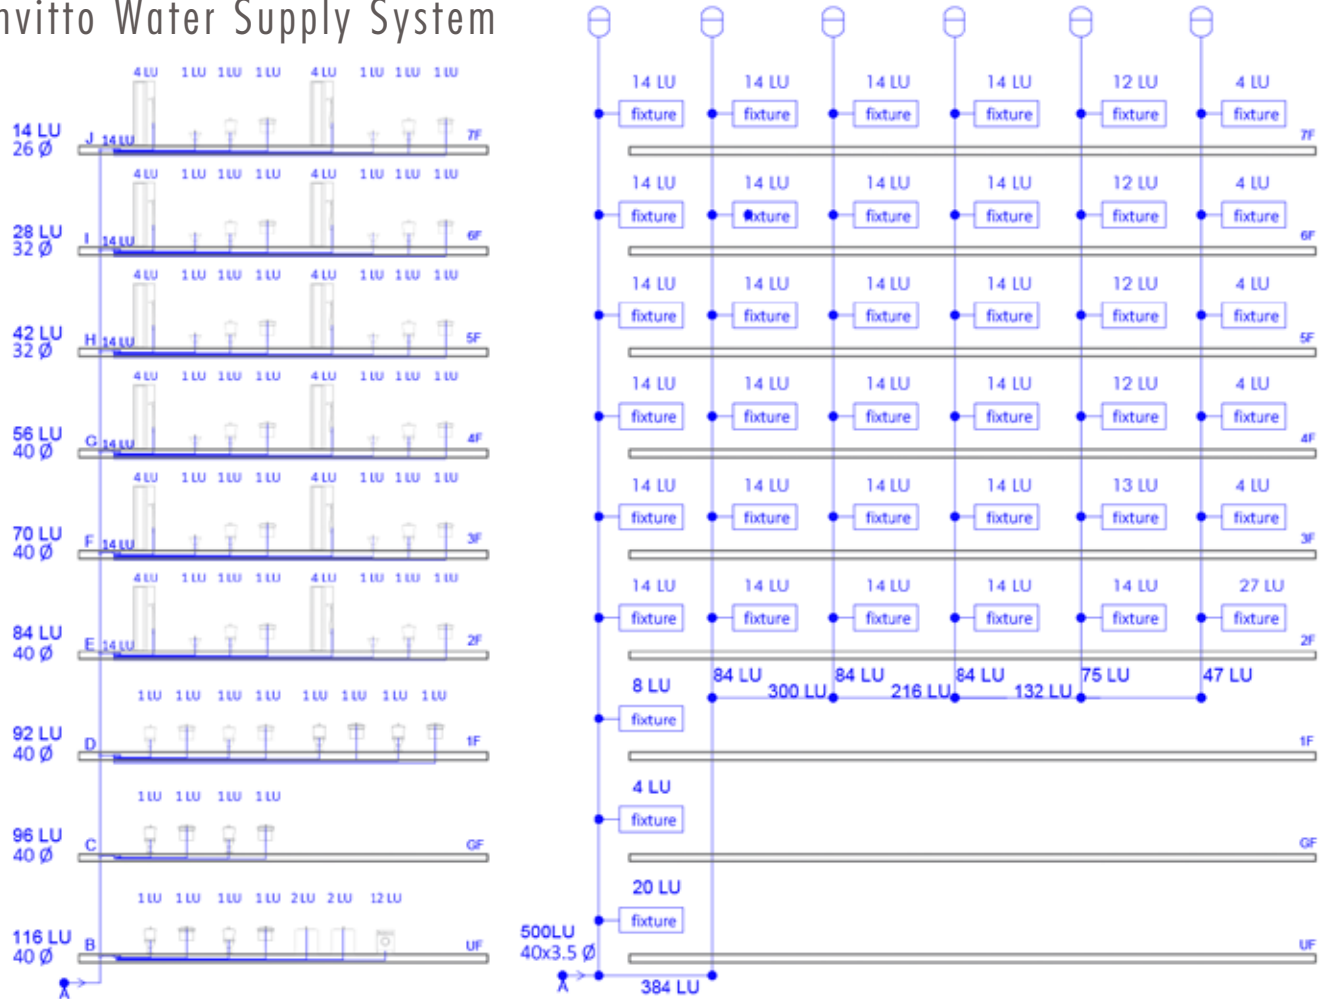 nvitto Water Supply System
4 LU 1 LU 1 LU 1 LU 4 LU 1 LU 1 LU 1 LU
14 LU
26 Ø
J 14 LU
7F
4 LU 1 LU 1 LU 1 LU 4 LU 1 LU 1 LU 1 LU
28 LU
32 Ø
I 14 LU
6F
4 LU 1 LU 1 LU 1 LU 4 LU 1 LU 1 LU 1 LU
42 LU
32 Ø
H 14 LU
5F
4 LU 1 LU 1 LU 1 LU 4 LU 1 LU 1 LU 1 LU
56 LU
40 Ø
G 14 LU
4F
4 LU 1 LU 1 LU 1 LU 4 LU 1 LU 1 LU 1 LU
70 LU
40 Ø
F 14 LU
3F
4 LU 1 LU 1 LU 1 LU 4 LU 1 LU 1 LU 1 LU
84 LU
40 Ø
E 14 LU
2F
1 LU 1 LU 1 LU 1 LU 1 LU 1 LU 1 LU 1 LU
92 LU
40 Ø
D
1F
1 LU 1 LU 1 LU 1 LU
96 LU
40 Ø
C
GF
1 LU 1 LU 1 LU 1 LU 2 LU 2 LU 12 LU
116 LU
40 Ø
B
UF
A
14 LU 14 LU 14 LU 14 LU 12 LU 4 LU
fixture fixture fixture fixture fixture fixture
7F
14 LU 14 LU 14 LU 14 LU 12 LU 4 LU
fixture fixture fixture fixture fixture fixture
6F
14 LU 14 LU 14 LU 14 LU 12 LU 4 LU
fixture fixture fixture fixture fixture fixture
5F
14 LU 14 LU 14 LU 14 LU 12 LU 4 LU
fixture fixture fixture fixture fixture fixture
4F
14 LU 14 LU 14 LU 14 LU 13 LU 4 LU
fixture fixture fixture fixture fixture fixture
3F
14 LU 14 LU 14 LU 14 LU 14 LU 27 LU
fixture fixture fixture fixture fixture fixture
2F
84 LU 84 LU 84 LU 75 LU 47 LU
8 LU 300 LU 216 LU 132 LU
fixture
1F
4 LU
fixture
GF
20 LU
fixture
500LU
40x3.5 Ø
UF
A
384 LU